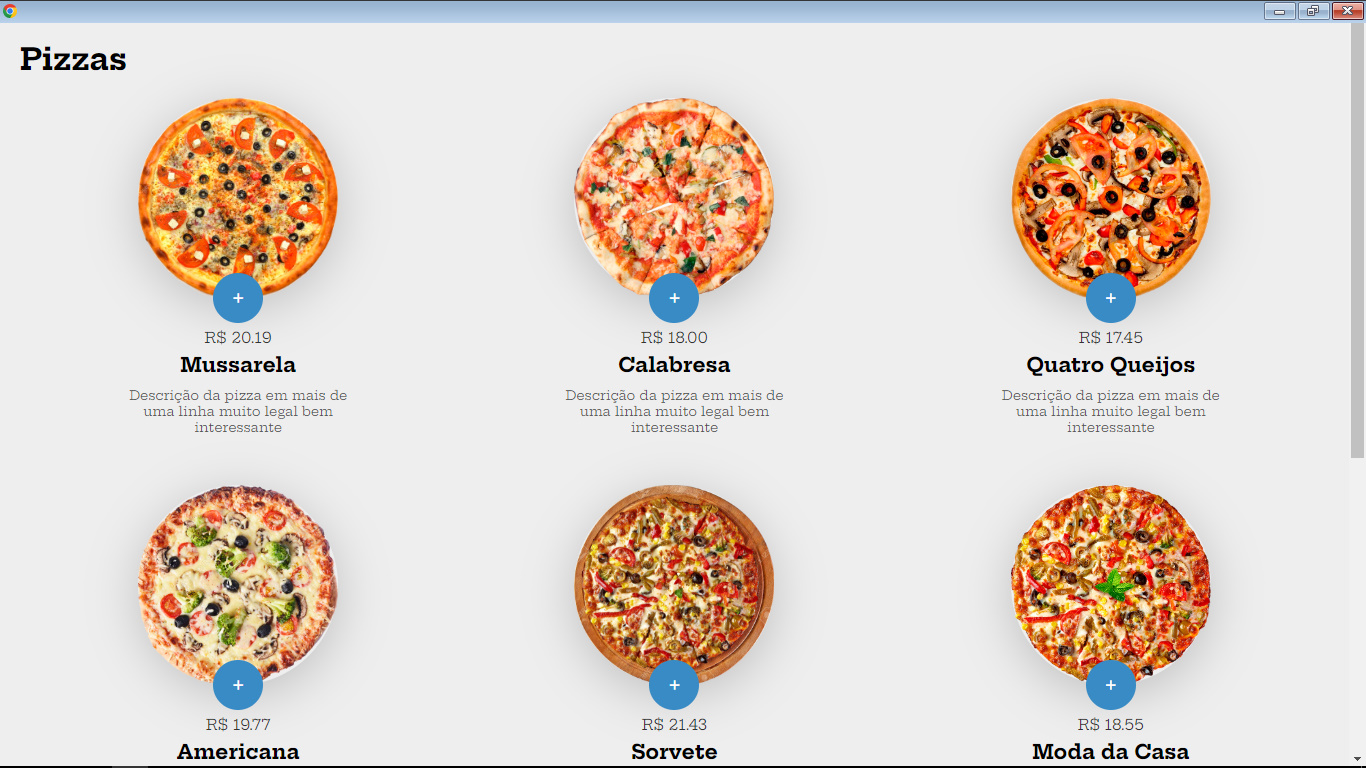 Pizzas
+
+
+
R$ 20.19
R$ 18.00
R$ 17.45
Mussarela
Calabresa
Quatro Queijos
Descrição da pizza em mais de
uma linha muito legal bem
interessante
Descrição da pizza em mais de
uma linha muito legal bem
interessante
Descrição da pizza em mais de
uma linha muito legal bem
interessante
+
+
+
R$ 19.77
R$ 21.43
R$ 18.55
Americana
Sorvete
Moda da Casa